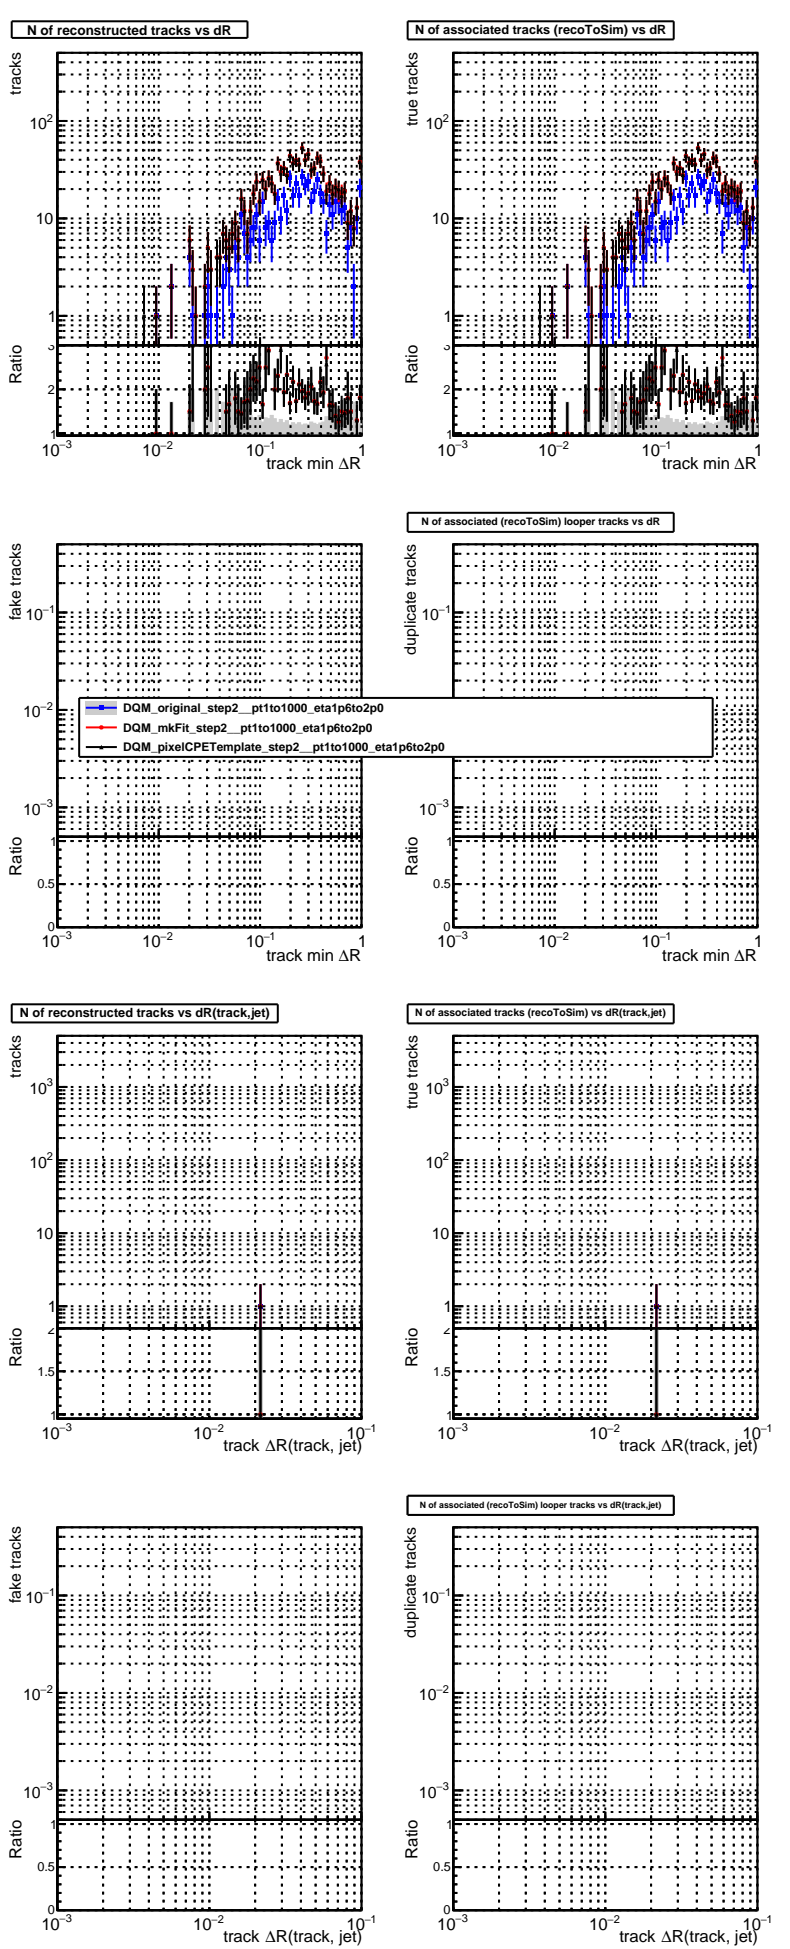 N of reconstructed tracks vs dR
N of associated tracks (recoToSim) vs dR
tracks
10²
10
1
Ratio
3
2
1
10⁻³
10⁻²
10⁻¹
1
track min ΔR
true tracks
10²
10
1
Ratio
3
2
1
10⁻³
10⁻²
10⁻¹
1
track min ΔR
N of associated (recoToSim) looper tracks vs dR
fake tracks
10⁻¹
10⁻²
Ratio
1
0.5
0
10⁻³
10⁻²
10⁻¹
1
track min ΔR
duplicate tracks
10⁻¹
10⁻³
Ratio
1
0.5
0
10⁻³
10⁻²
10⁻¹
1
track min ΔR
DQM_original_step2__pt1to1000_eta1p6to2p0
DQM_mkFit_step2__pt1to1000_eta1p6to2p0
DQM_pixelCPETemplate_step2__pt1to1000_eta1p6to2p0
10⁻³
N of reconstructed tracks vs dR(track,jet)
N of associated tracks (recoToSim) vs dR(track,jet)
tracks
10³
10²
10
1
Ratio
2
1.5
1
10⁻³
10⁻²
10⁻¹
track ΔR(track, jet)
true tracks
10³
10²
10
1
Ratio
2
1.5
1
10⁻³
10⁻²
10⁻¹
track ΔR(track, jet)
N of associated (recoToSim) looper tracks vs dR(track,jet)
fake tracks
10⁻¹
10⁻²
10⁻³
Ratio
1
0.5
0
10⁻³
10⁻²
10⁻¹
track ΔR(track, jet)
duplicate tracks
10⁻¹
10⁻²
10⁻³
Ratio
1
0.5
0
10⁻³
10⁻²
10⁻¹
track ΔR(track, jet)